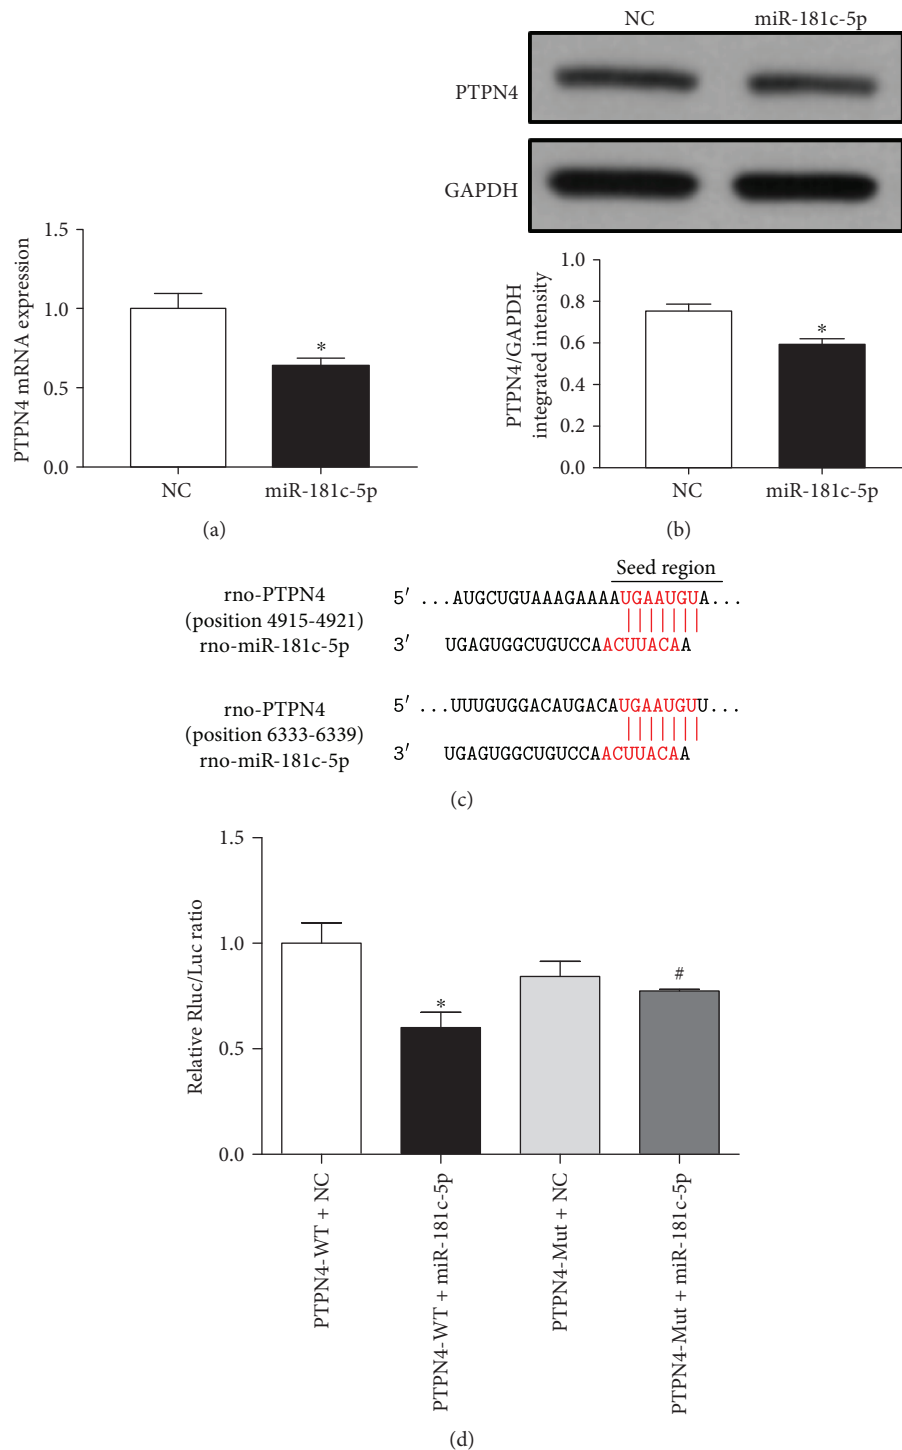 NC miR-181c-5p
PTPN4
GAPDH
PTPN4 mRNA expression
1.5
1.0
0.5
0.0
NC miR-181c-5p
(a)
PTPN4/GAPDH
integrated intensity
1.0
0.8
0.6
0.4
0.2
0.0
*
*
NC miR-181c-5p
(b)
Seed region
rno-PTPN4 5′ ...AUGCUGUAAAGAAAAUGAAUGUA...
(position 4915-4921)
rno-miR-181c-5p 3′ UGAGUGGCUGUCCAACUUACAA
rno-PTPN4 5′ ...UUUGUGGACAUGACAUGAAUGUU...
(position 6333-6339)
rno-miR-181c-5p 3′ UGAGUGGCUGUCCAACUUACAA
(c)
Relative Rluc/Luc ratio
1.5
1.0
0.5
0.0
*
#
PTPN4-WT + NC
PTPN4-WT + miR-181c-5p
PTPN4-Mut + NC
PTPN4-Mut + miR-181c-5p
(d)